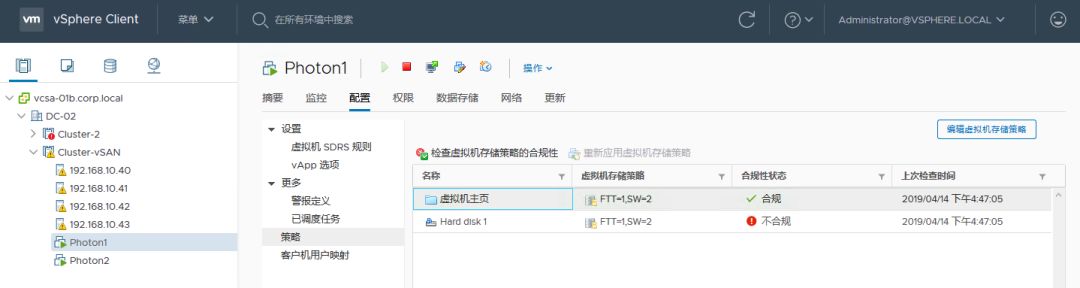 vm vSphere Client 菜单 在所有环境中搜索 Administrator@VSPHERE.LOCAL
vcsa-01b.corp.local
DC-02
Cluster-2
Cluster-vSAN
192.168.10.40
192.168.10.41
192.168.10.42
192.168.10.43
Photon1
Photon2
Photon1 操作
摘要 监控 配置 权限 数据存储 网络 更新
设置
虚拟机 SDRS 规则
vApp 选项
更多
警报定义
已调度任务
策略
客户机用户映射
编辑虚拟机存储策略
检查虚拟机存储策略的合规性 重新应用虚拟机存储策略
名称 虚拟机存储策略 合规性状态 上次检查时间
虚拟机主页 FTT=1,SW=2 合规 2019/04/14 下午4:47:05
Hard disk 1 FTT=1,SW=2 不合规 2019/04/14 下午4:47:05